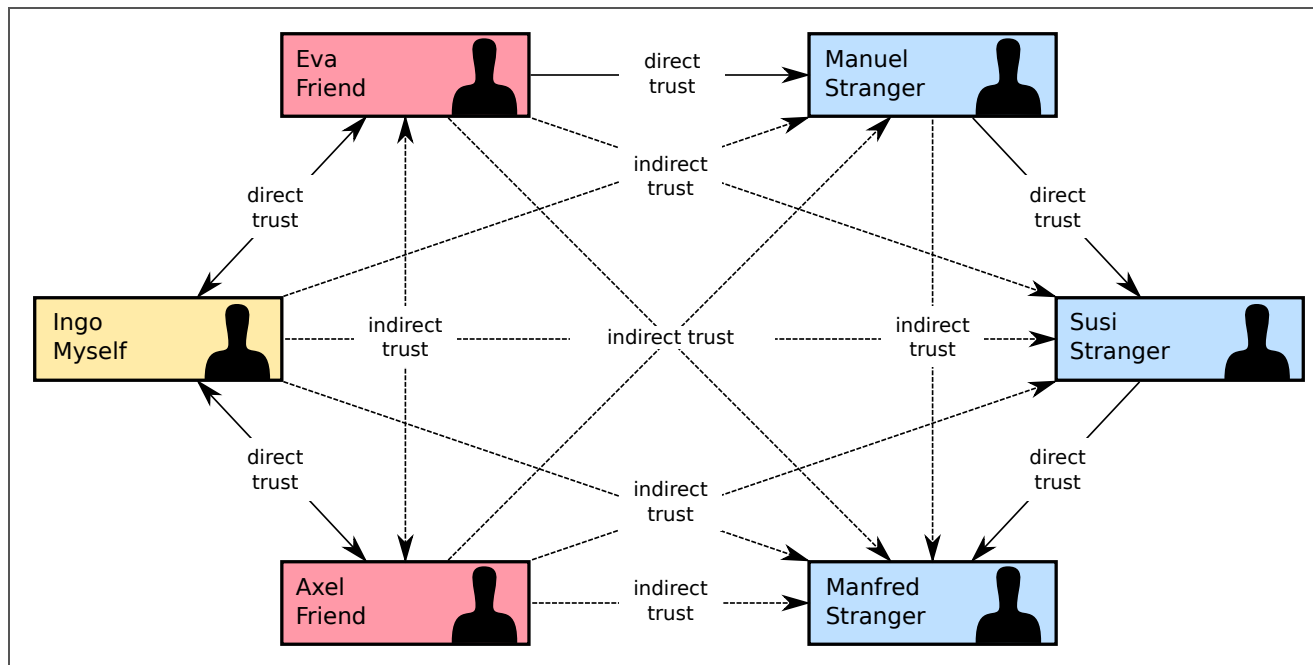 Eva
Friend
direct
trust
Manuel
Stranger
indirect
trust
direct
trust
direct
trust
Ingo
Myself
indirect
trust
indirect trust
indirect
trust
Susi
Stranger
direct
trust
direct
trust
indirect
trust
Axel
Friend
indirect
trust
Manfred
Stranger